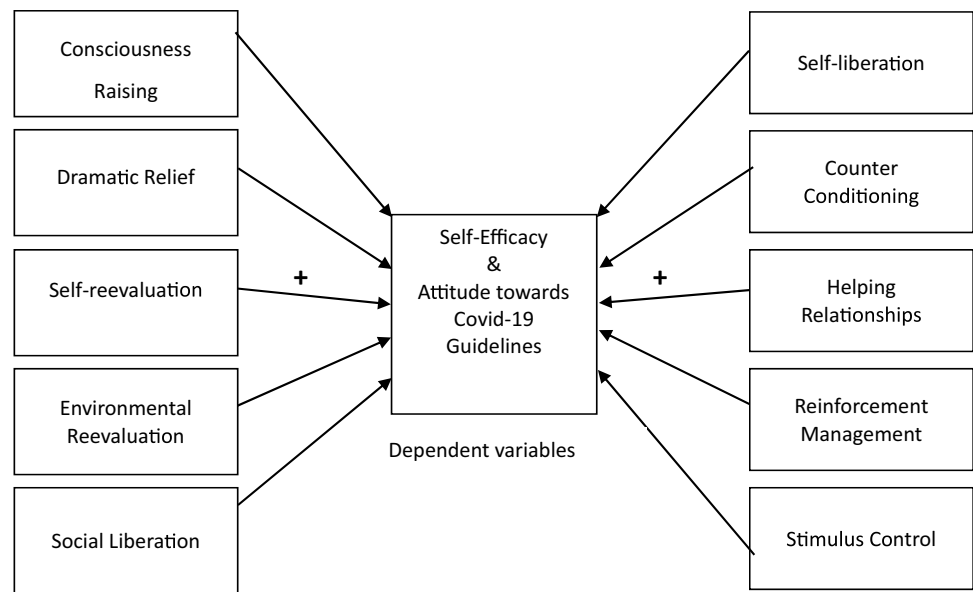 Consciousness
Raising
Dramatic Relief
Self-reevaluation
Environmental
Reevaluation
Social Liberation
+
Self-Efficacy
&
Attitude towards
Covid-19
Guidelines
Dependent variables
+
Self-liberation
Counter
Conditioning
Helping
Relationships
Reinforcement
Management
Stimulus Control